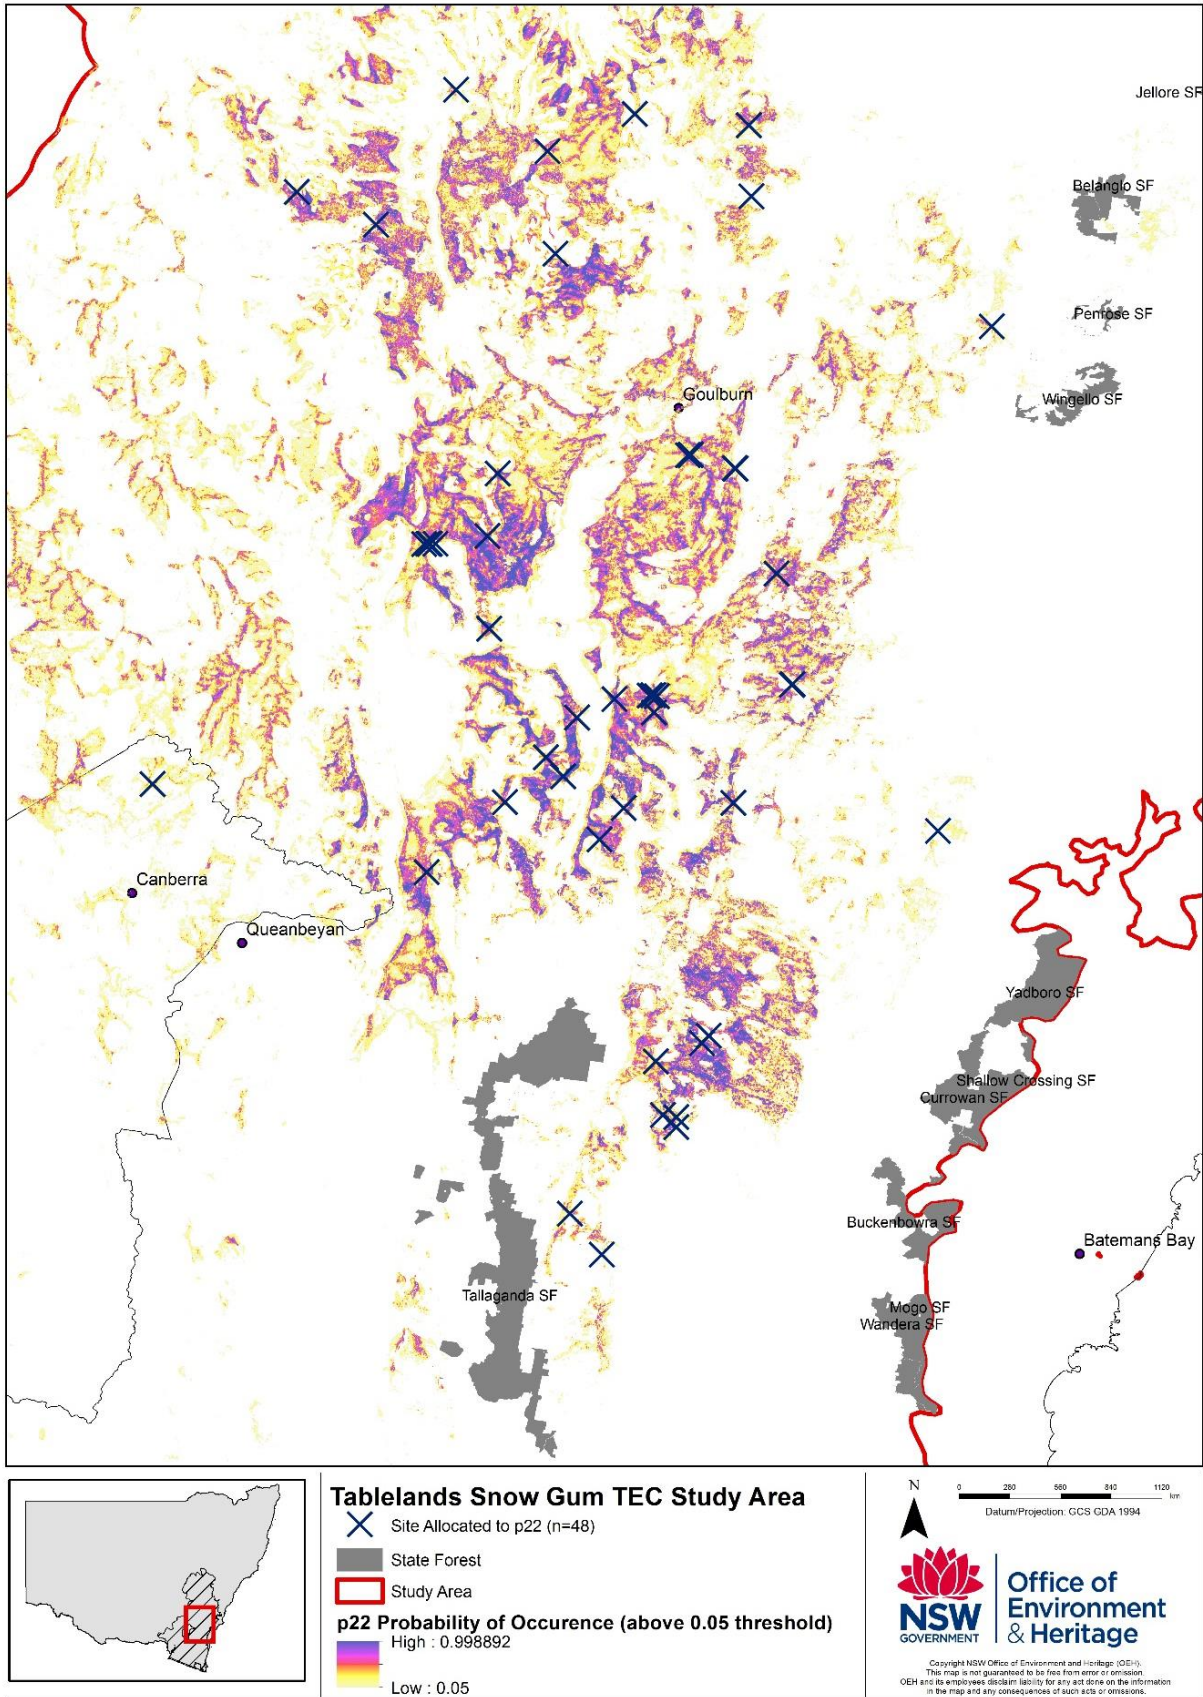 Jellore SF
Belanglo SF
Penrose SF
Goulburn
Wingello SF
Canberra
Queanbeyan
Yadboro SF
Shallow Crossing SF
Currowan SF
Buckenbowra SF
Batemans Bay
Tallaganda SF
Mogo SF
Wandera SF
Tablelands Snow Gum TEC Study Area
Site Allocated to p22 (n=48)
State Forest
Study Area
p22 Probability of Occurence (above 0.05 threshold)
High : 0.998892
Low : 0.05
N
0 280 560 840 1120
km
Datum/Projection: GCS GDA 1994
NSW
GOVERNMENT
Office of
Environment
& Heritage
Copyright NSW Office of Environment and Heritage (OEH).
This map is not guaranteed to be free from error or omission.
OEH and its employees disclaim liability for any act done on the information
in the map and any consequences of such acts or omissions.